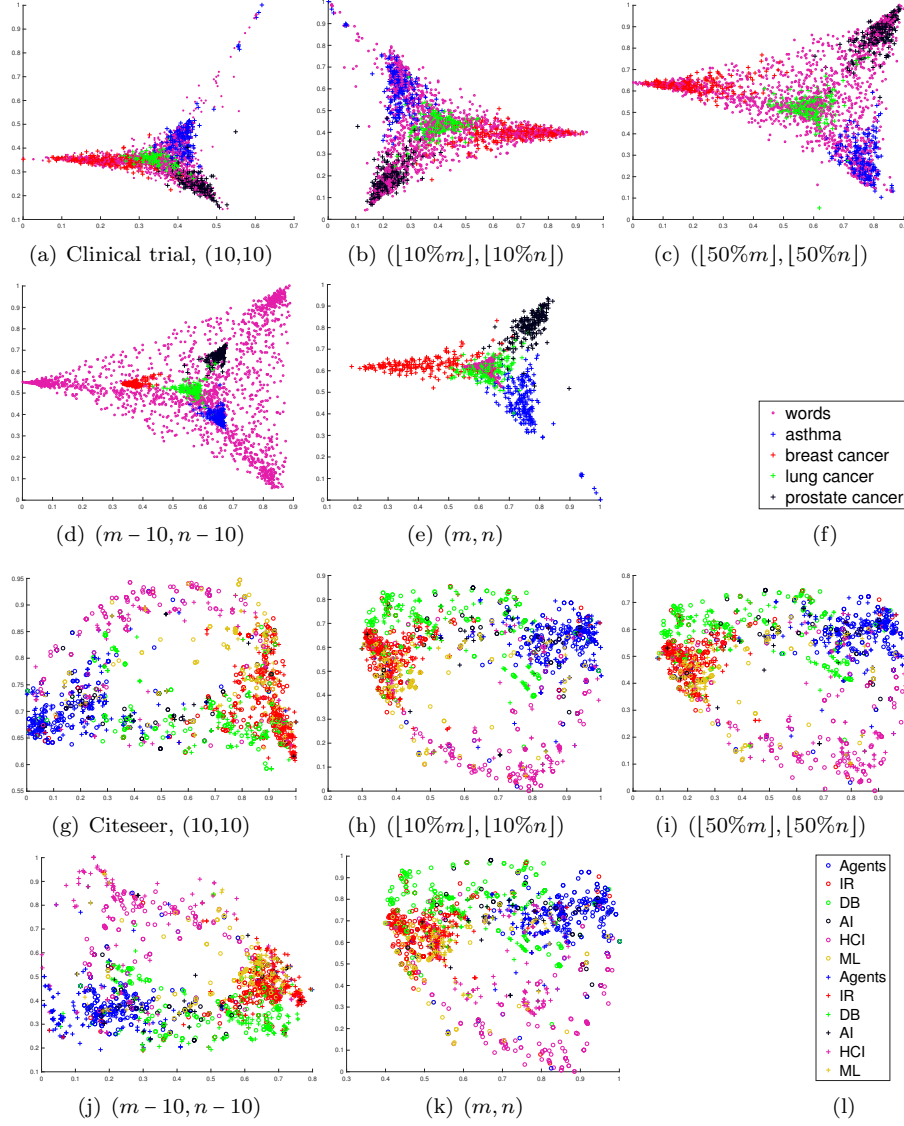 (a) Clinical trial, (10,10)
(b) (⌊10%m⌋, ⌊10%n⌋)
(c) (⌊50%m⌋, ⌊50%n⌋)
words
asthma
breast cancer
lung cancer
prostate cancer
(d) (m − 10, n − 10)
(e) (m, n)
(f)
(g) Citeseer, (10,10)
(h) (⌊10%m⌋, ⌊10%n⌋)
(i) (⌊50%m⌋, ⌊50%n⌋)
Agents
IR
DB
AI
HCI
ML
Agents
IR
DB
AI
HCI
ML
(j) (m − 10, n − 10)
(k) (m, n)
(l)